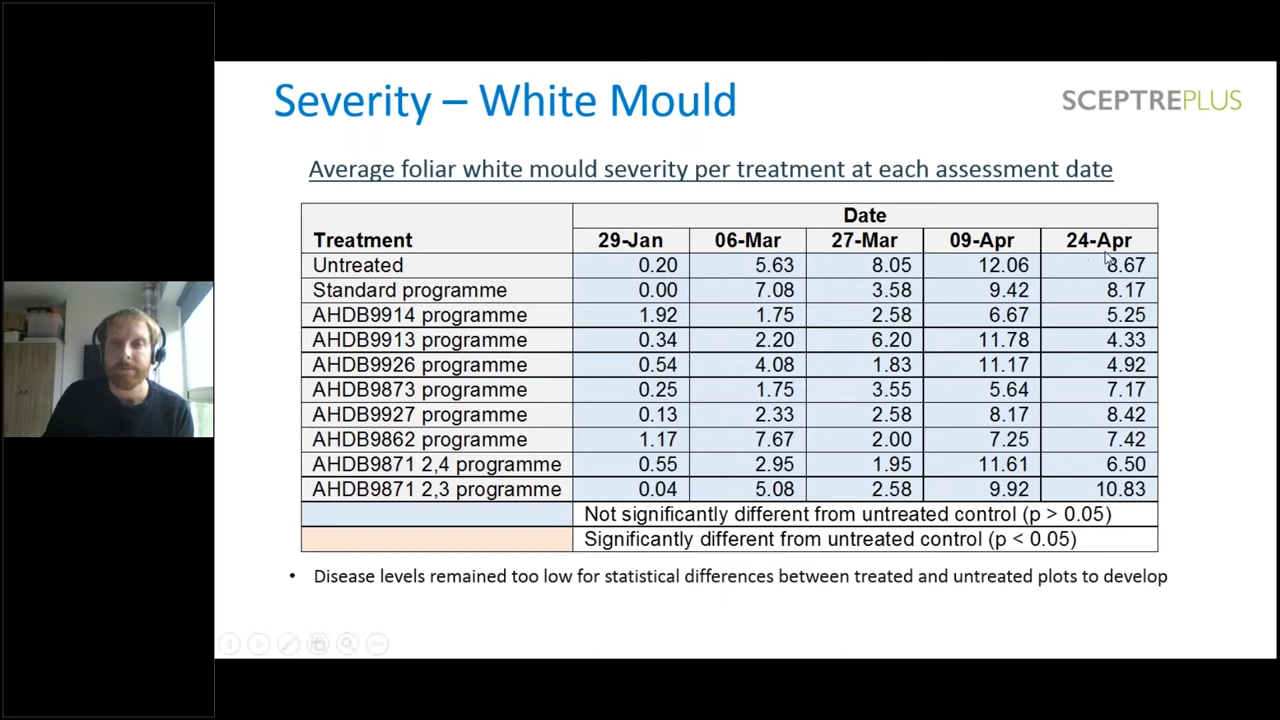 Severity – White Mould
SCEPTREPLUS
Average foliar white mould severity per treatment at each assessment date
Date
Treatment 29-Jan 06-Mar 27-Mar 09-Apr 24-Apr
Untreated 0.20 5.63 8.05 12.06 8.67
Standard programme 0.00 7.08 3.58 9.42 8.17
AHDB9914 programme 1.92 1.75 2.58 6.67 5.25
AHDB9913 programme 0.34 2.20 6.20 11.78 4.33
AHDB9926 programme 0.54 4.08 1.83 11.17 4.92
AHDB9873 programme 0.25 1.75 3.55 5.64 7.17
AHDB9927 programme 0.13 2.33 2.58 8.17 8.42
AHDB9862 programme 1.17 7.67 2.00 7.25 7.42
AHDB9871 2,4 programme 0.55 2.95 1.95 11.61 6.50
AHDB9871 2,3 programme 0.04 5.08 2.58 9.92 10.83
Not significantly different from untreated control (p > 0.05)
Significantly different from untreated control (p < 0.05)
• Disease levels remained too low for statistical differences between treated and untreated plots to develop